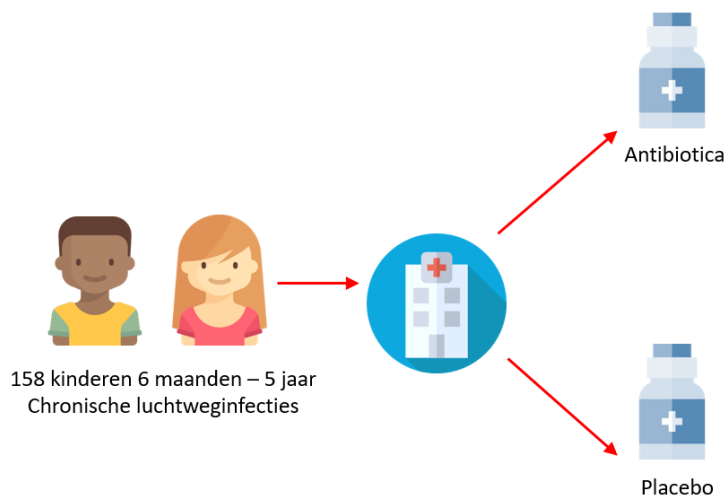 Antibiotica
158 kinderen 6 maanden – 5 jaar
Chronische luchtweginfecties
Placebo